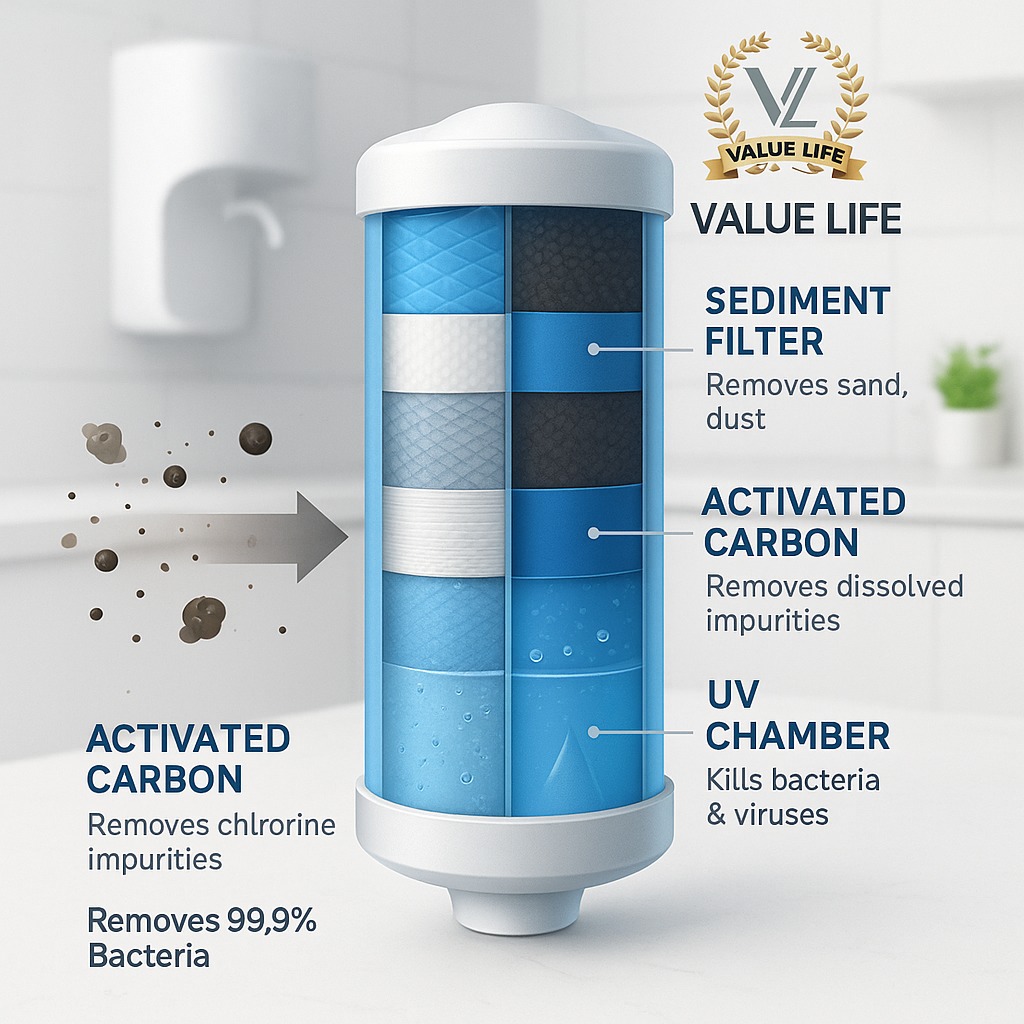 VL
VALUE LIFE
VALUE LIFE
SEDIMENT
FILTER
Removes sand,
dust
ACTIVATED
CARBON
Removes dissolved
impurities
UV
CHAMBER
Kills bacteria
& viruses
ACTIVATED
CARBON
Removes chlrorine
impurities
Removes 99,9%
Bacteria